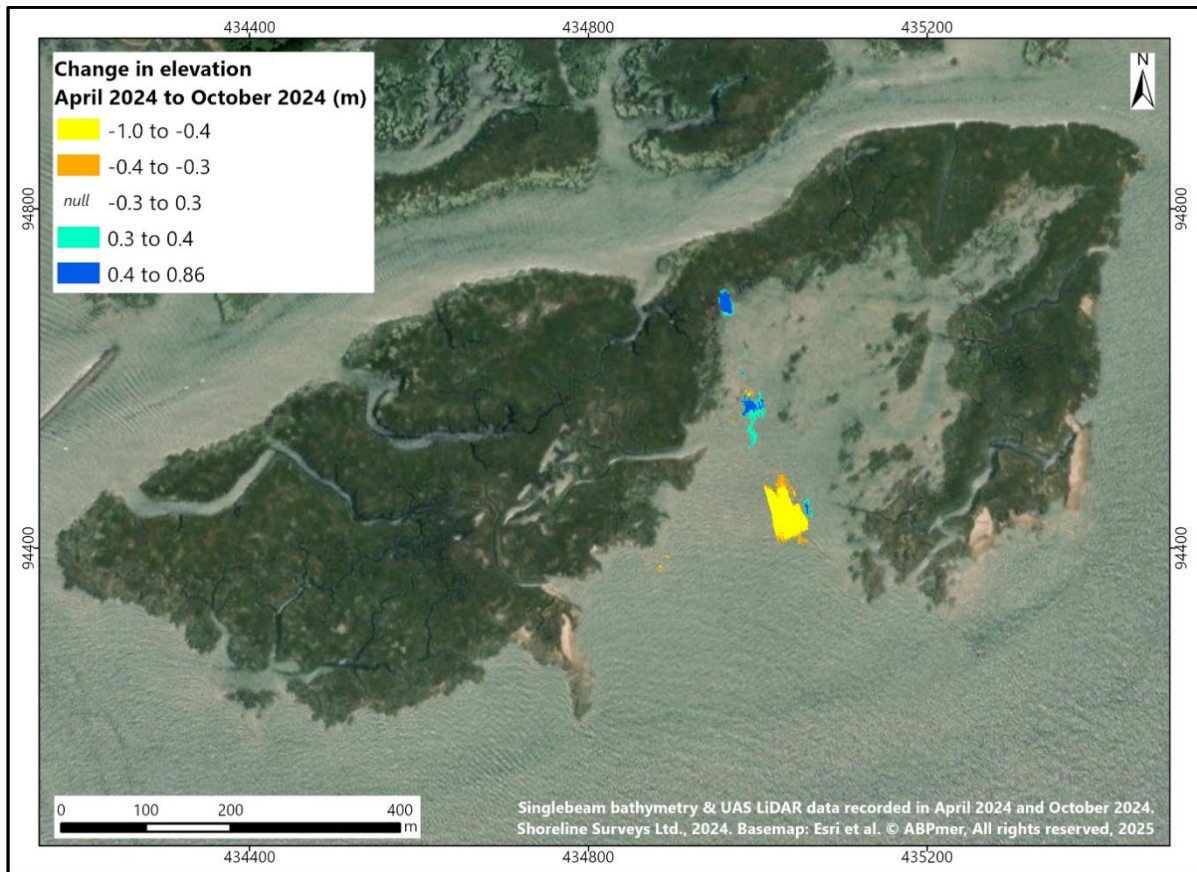 434400 434800 435200
Change in elevation
April 2024 to October 2024 (m)
-1.0 to -0.4
-0.4 to -0.3
null -0.3 to 0.3
0.3 to 0.4
0.4 to 0.86
N
94800 94800
94400 94400
0 100 200 400
m
Singlebeam bathymetry & UAS LiDAR data recorded in April 2024 and October 2024.
Shoreline Surveys Ltd., 2024. Basemap: Esri et al. © ABPmer, All rights reserved, 2025
434400 434800 435200